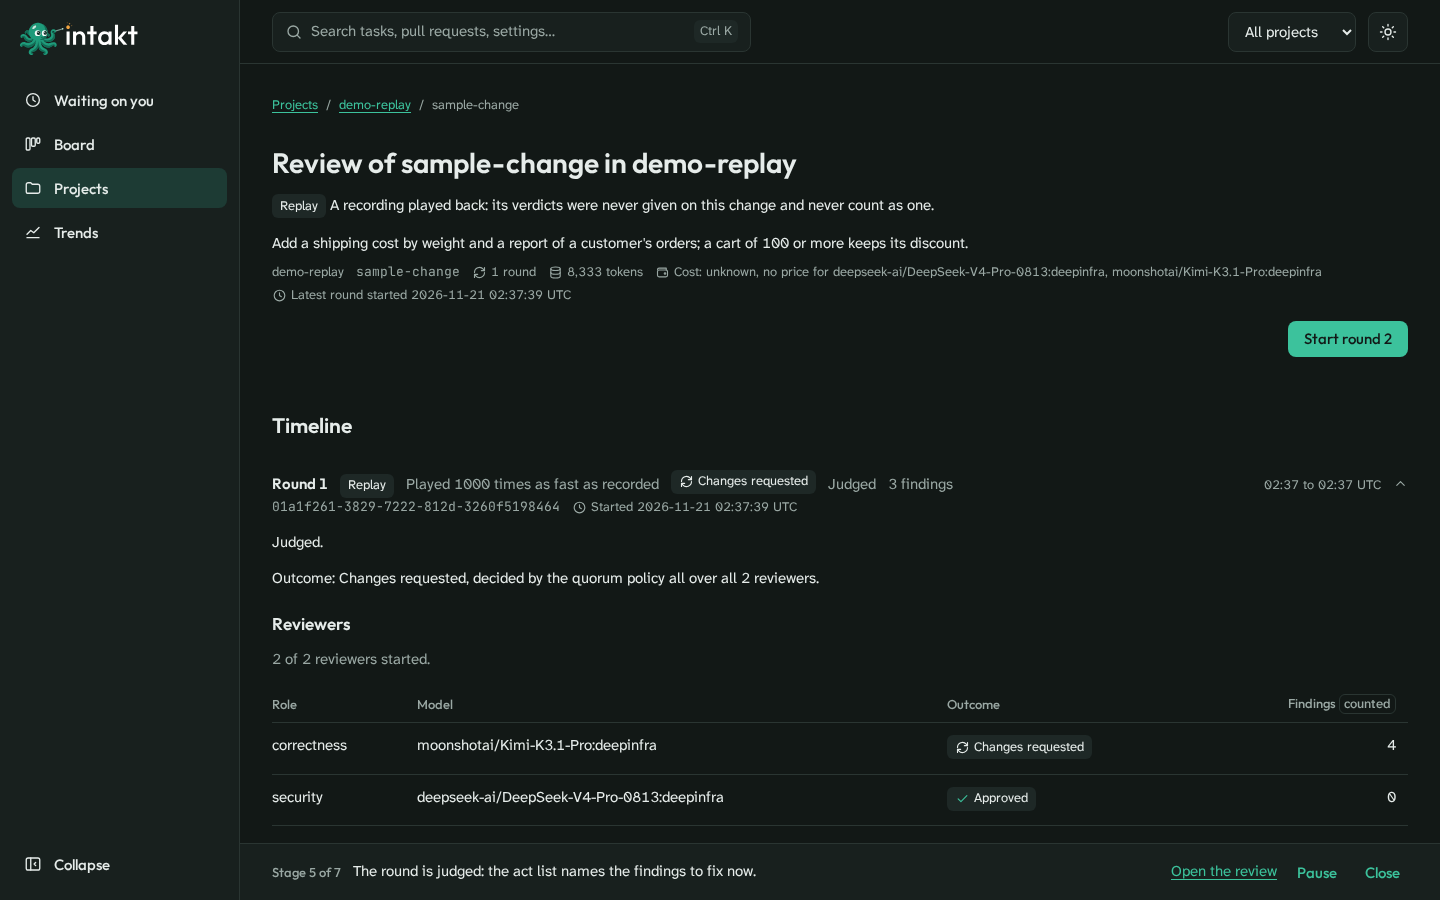 intakt
Search tasks, pull requests, settings... Ctrl K
All projects
Waiting on you
Board
Projects
Trends
Collapse
Projects / demo-replay / sample-change
Review of sample-change in demo-replay
Replay A recording played back: its verdicts were never given on this change and never count as one.
Add a shipping cost by weight and a report of a customer's orders; a cart of 100 or more keeps its discount.
demo-replay sample-change 1 round 8,333 tokens Cost: unknown, no price for deepseek-ai/DeepSeek-V4-Pro-0813:deepinfra, moonshotai/Kimi-K3.1-Pro:deepinfra
Latest round started 2026-11-21 02:37:39 UTC
Start round 2
Timeline
Round 1 Replay Played 1000 times as fast as recorded Changes requested Judged 3 findings 02:37 to 02:37 UTC
01a1f261-3829-7222-812d-3260f5198464 Started 2026-11-21 02:37:39 UTC
Judged.
Outcome: Changes requested, decided by the quorum policy all over all 2 reviewers.
Reviewers
2 of 2 reviewers started.
Role Model Outcome Findings counted
correctness moonshotai/Kimi-K3.1-Pro:deepinfra Changes requested 4
security deepseek-ai/DeepSeek-V4-Pro-0813:deepinfra Approved 0
Stage 5 of 7 The round is judged: the act list names the findings to fix now. Open the review Pause Close